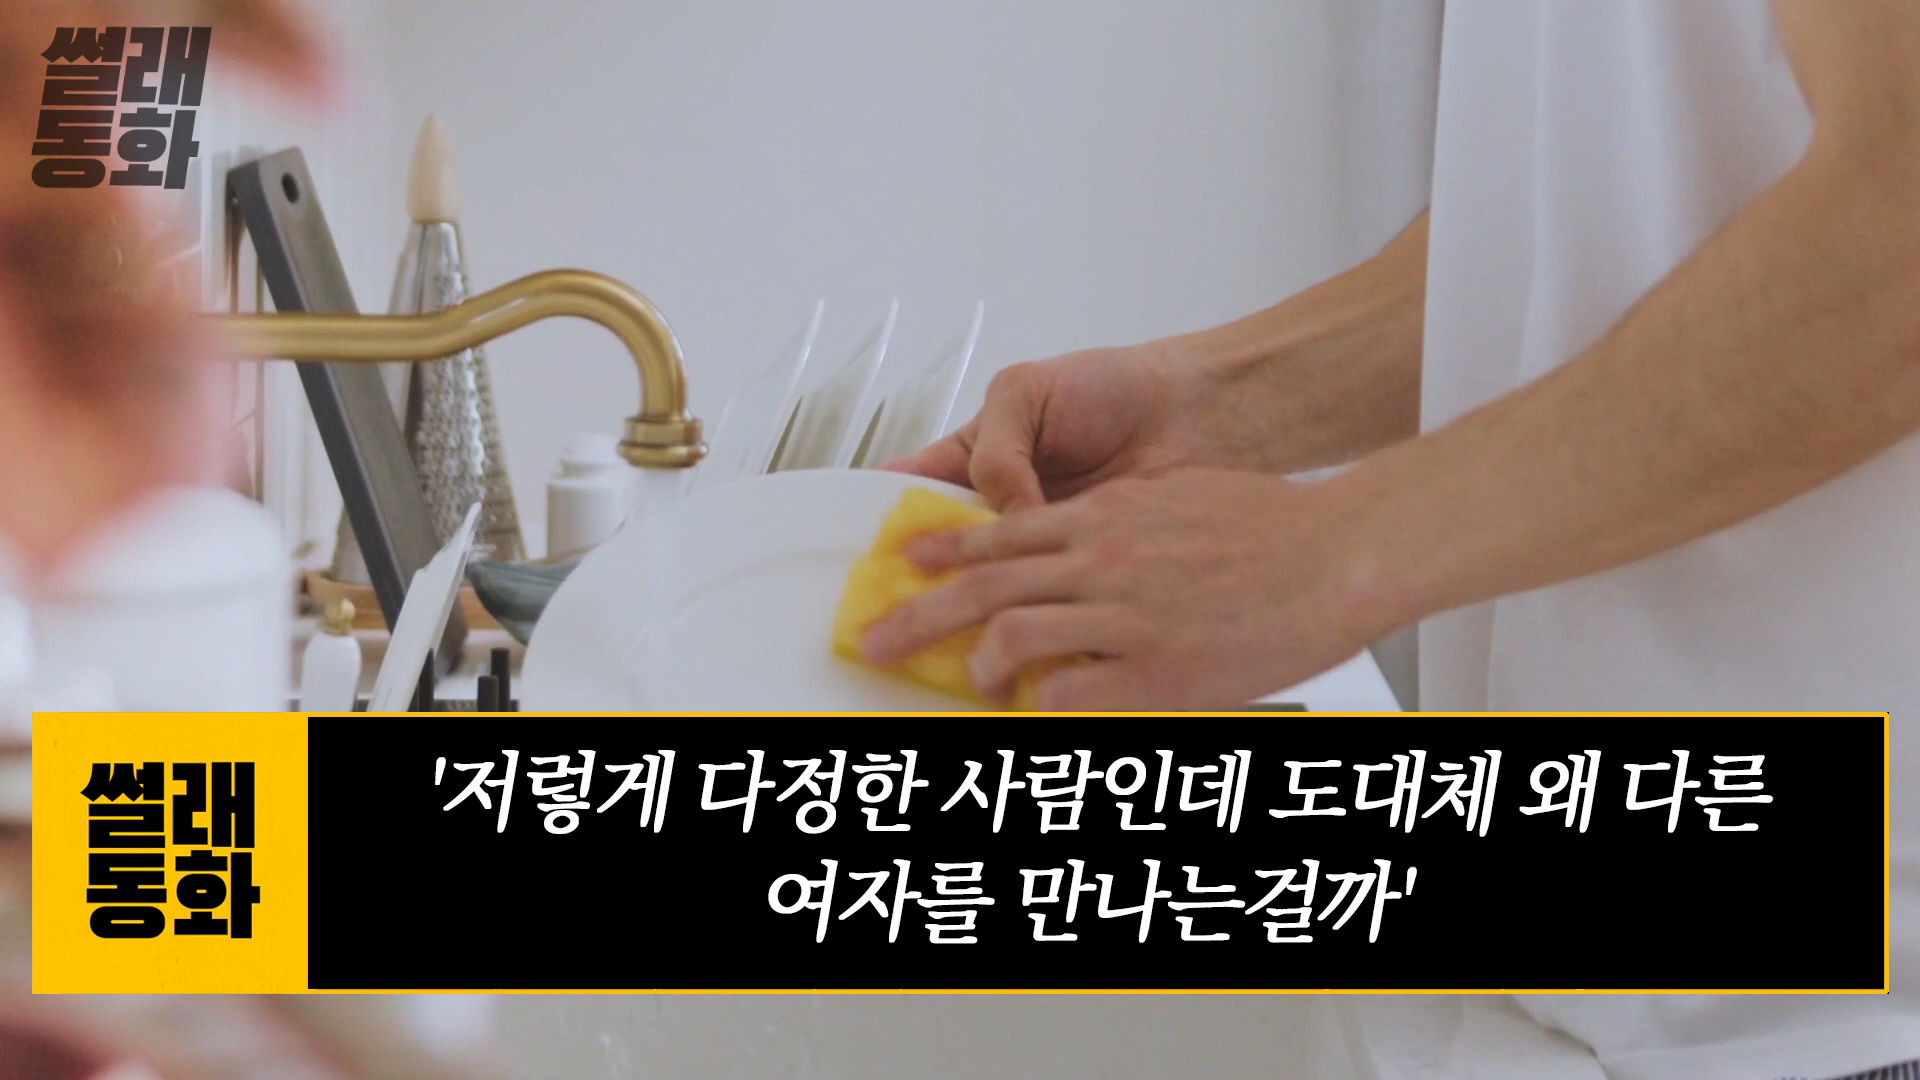 썰래
동화
썰래
동화
'저렇게 다정한 사람인데 도대체 왜 다른
여자를 만나는걸까'